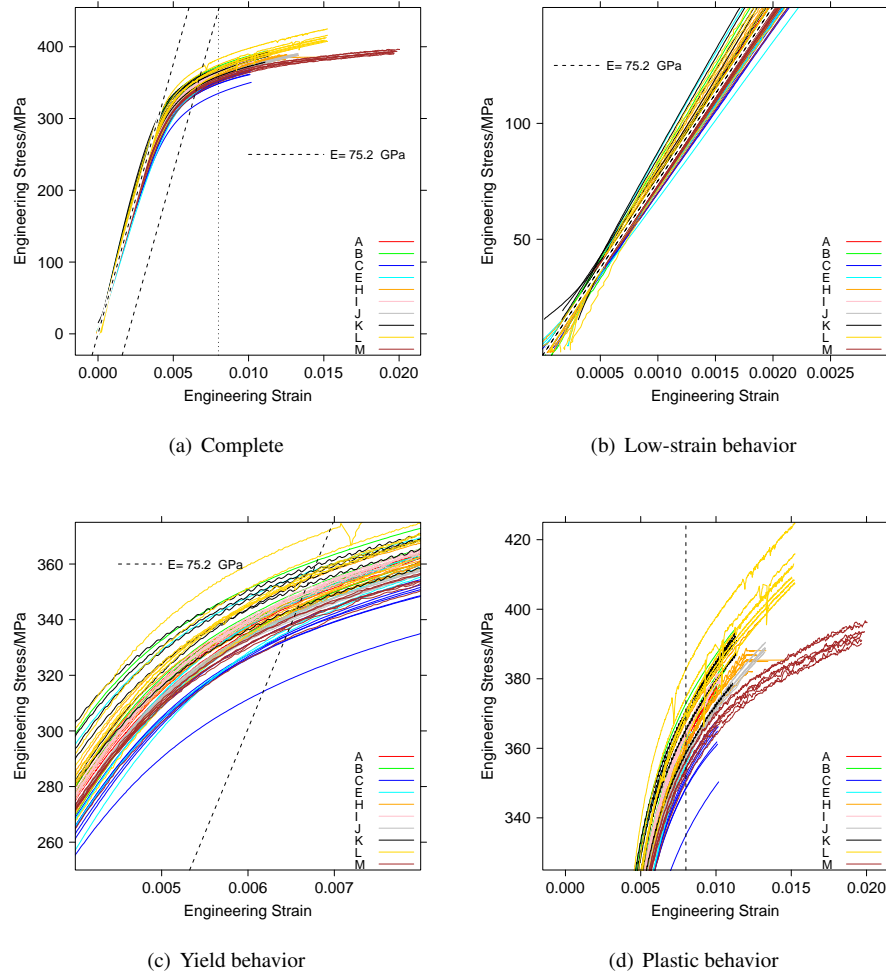 Engineering Stress/MPa
400
300
200
100
0
E= 75.2 GPa
A
B
C
E
H
I
J
K
L
M
0.000 0.005 0.010 0.015 0.020
Engineering Strain
(a) Complete
Engineering Stress/MPa
100
50
E= 75.2 GPa
A
B
C
E
H
I
J
K
L
M
0.0005 0.0010 0.0015 0.0020 0.0025
Engineering Strain
(b) Low-strain behavior
Engineering Stress/MPa
360
340
320
300
280
260
E= 75.2 GPa
A
B
C
E
H
I
J
K
L
M
0.005 0.006 0.007
Engineering Strain
(c) Yield behavior
Engineering Stress/MPa
420
400
380
360
340
A
B
C
E
H
I
J
K
L
M
0.000 0.005 0.010 0.015 0.020
Engineering Strain
(d) Plastic behavior